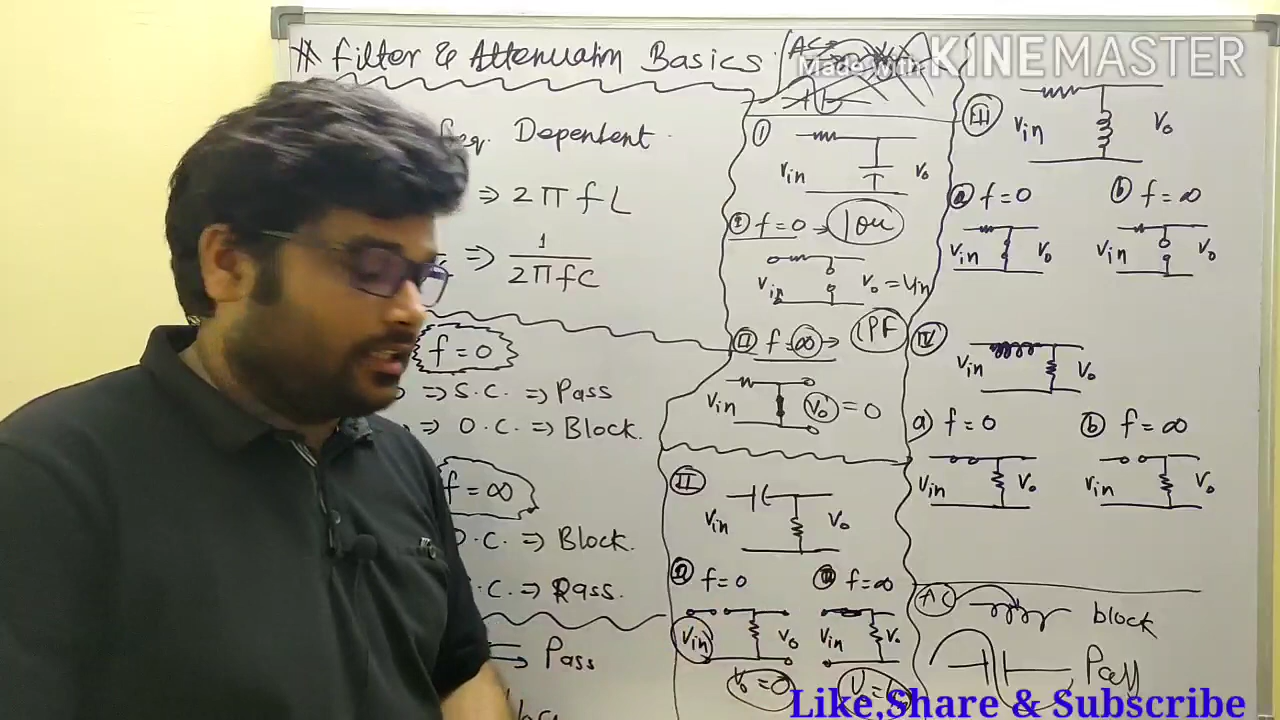 # Filter & Attenuation Basics
Made With KINEMASTER
Dependent
⇒ 2πfL
⇒ 1/2πfC
f=0
⇒ S.C. ⇒ Pass
⇒ O.C. ⇒ Block.
f=∞
⇒ Block.
⇒ Pass.
Pass
AC
I
Vin
Vo
I f=0 → Low
Vin
Vo = Vin
II f=∞ → LPF
Vin
Vo = 0
II
Vin
Vo
a f=0
f=∞
Vin
Vo
Vin
Vo
Vo=0
III
Vin
Vo
a f=0
b f=∞
Vin
Vo
Vin
Vo
IV
Vin
Vo
a) f=0
b f=∞
Vin
Vo
Vin
Vo
AC
block
Pass
Like,Share & Subscribe